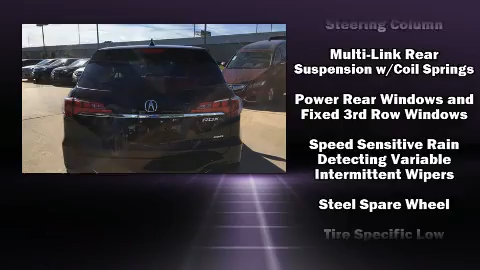 Steering Column
Multi-Link Rear
Suspension w/Coil Springs
Power Rear Windows and
Fixed 3rd Row Windows
Speed Sensitive Rain
Detecting Variable
Intermittent Wipers
Steel Spare Wheel
Tire Specific Low
RDX